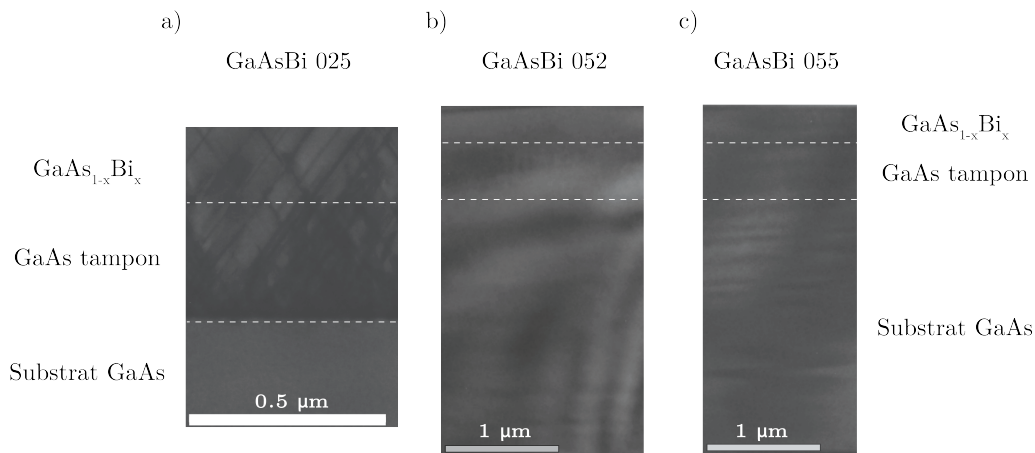 a)
b)
c)
GaAsBi 025
GaAsBi 052
GaAsBi 055
GaAs₁₋ₓBiₓ
GaAs tampon
Substrat GaAs
0.5 µm
1 µm
1 µm
GaAs₁₋ₓBiₓ
GaAs tampon
Substrat GaAs